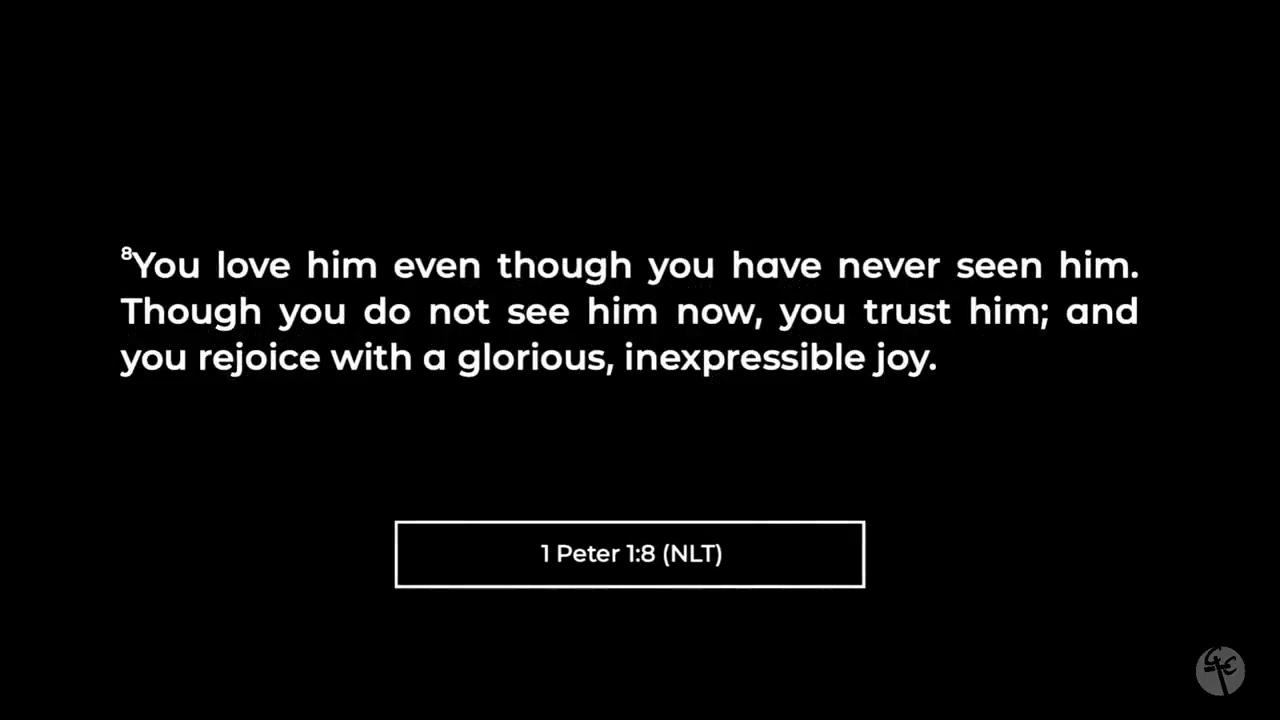 ⁸You love him even though you have never seen him.
Though you do not see him now, you trust him; and
you rejoice with a glorious, inexpressible joy.
1 Peter 1:8 (NLT)